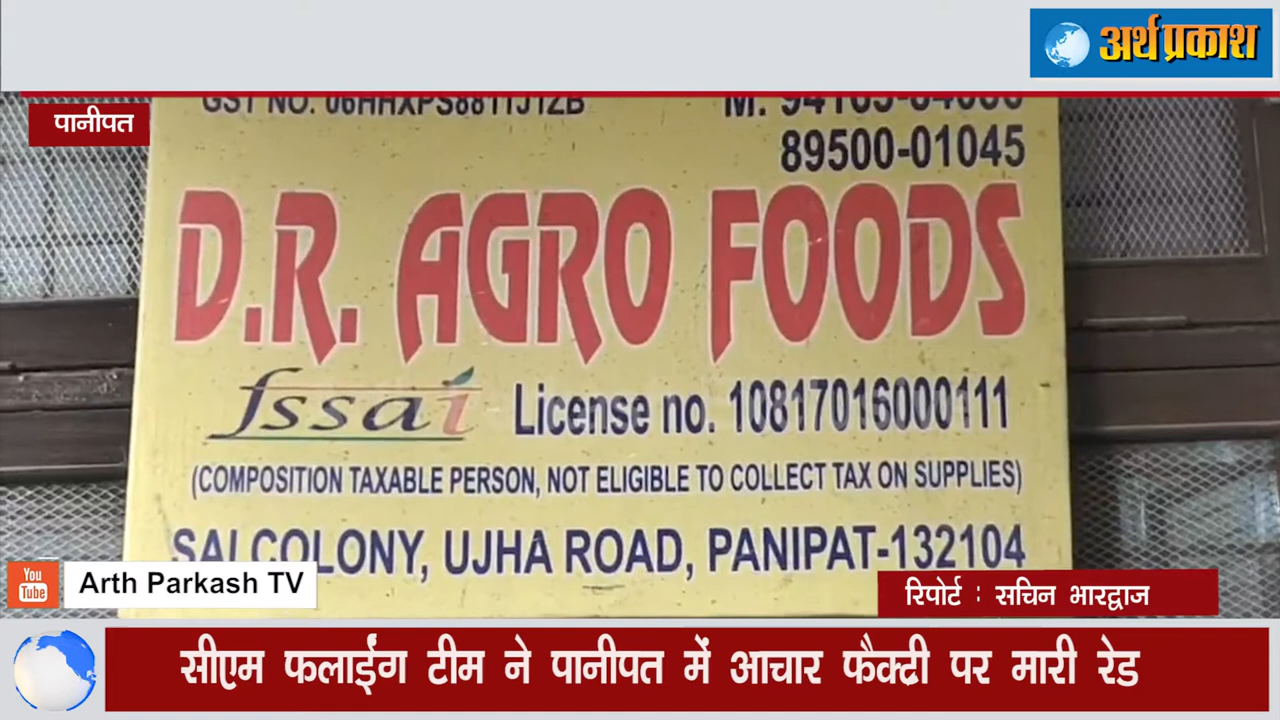 अर्थ प्रकाश
पानीपत
GST NO.
M.
89500-01045
D.R. AGRO FOODS
fssai License no. 10817016000111
(COMPOSITION TAXABLE PERSON, NOT ELIGIBLE TO COLLECT TAX ON SUPPLIES)
SAI COLONY, UJHA ROAD, PANIPAT-132104
You Tube
Arth Parkash TV
रिपोर्ट : सचिन भारद्वाज
सीएम फलाईंग टीम ने पानीपत में आचार फैक्ट्री पर मारी रेड